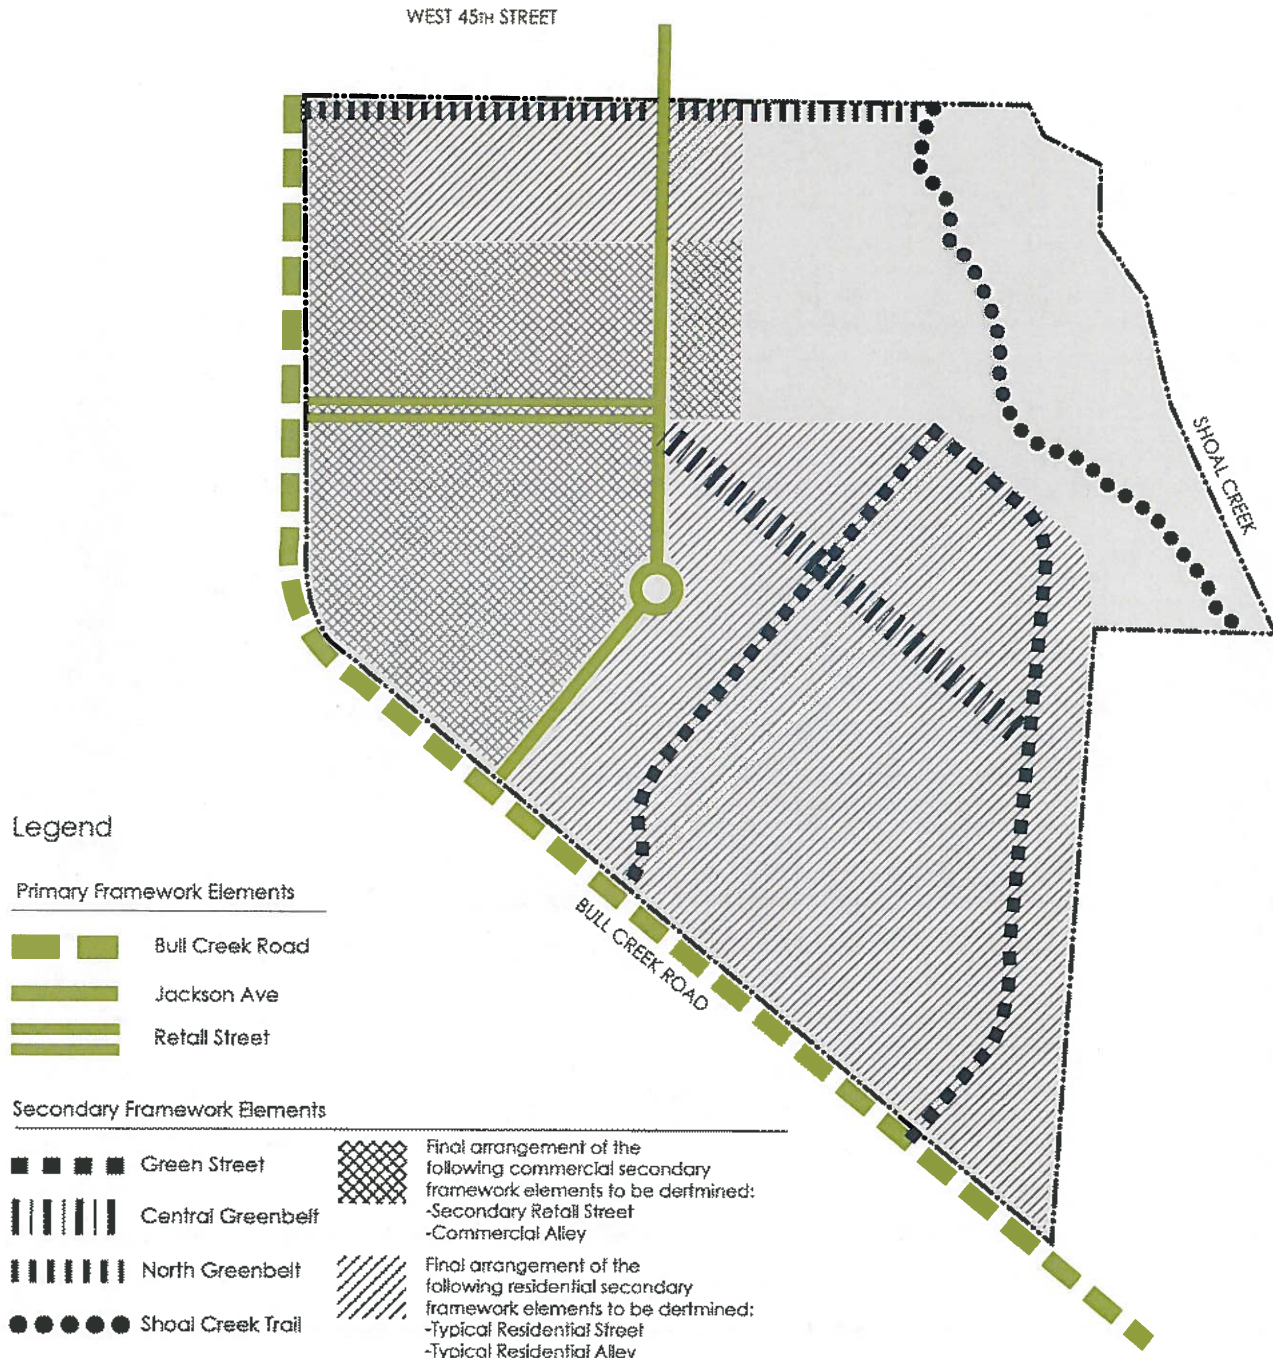 WEST 45TH STREET
SHOAL CREEK
BULL CREEK ROAD
Legend
Primary Framework Elements
Bull Creek Road
Jackson Ave
Retail Street
Secondary Framework Elements
Green Street
Central Greenbelt
North Greenbelt
Shoal Creek Trail
Final arrangement of the
following commercial secondary
framework elements to be dertmined:
-Secondary Retail Street
-Commercial Alley
Final arrangement of the
following residential secondary
framework elements to be dertmined:
-Typical Residential Street
-Typical Residential Alley